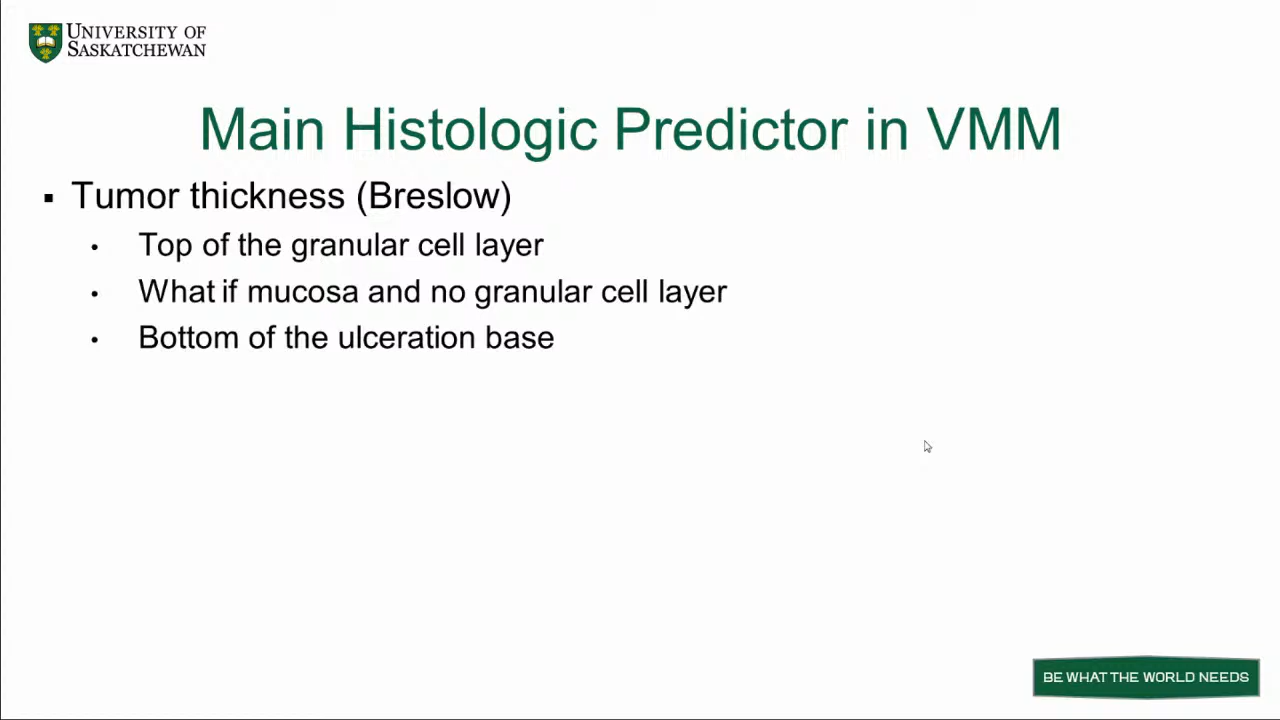 UNIVERSITY OF
SASKATCHEWAN
Main Histologic Predictor in VMM
Tumor thickness (Breslow)
Top of the granular cell layer
What if mucosa and no granular cell layer
Bottom of the ulceration base
BE WHAT THE WORLD NEEDS